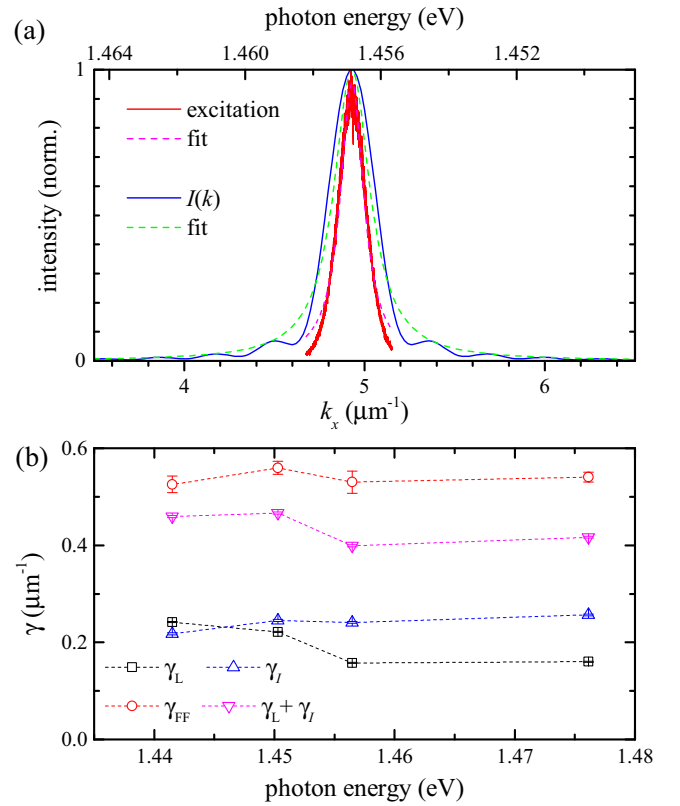 (a)
photon energy (eV)
1.464 1.460 1.456 1.452
1
excitation
fit
I(k)
fit
intensity (norm.)
0
4 5 6
kₓ (μm⁻¹)
(b)
0.6
0.4
0.2
0.0
γ (μm⁻¹)
γ_L γ_I
γ_FF γ_L + γ_I
1.44 1.45 1.46 1.47 1.48
photon energy (eV)